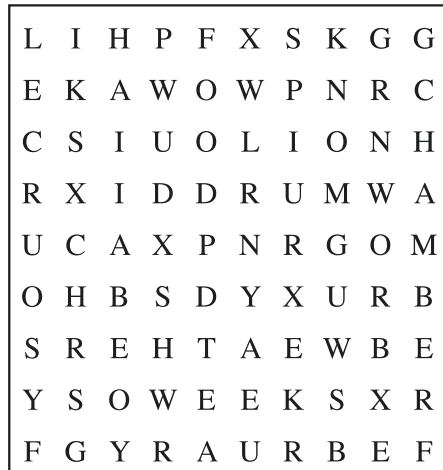 L I H P F X S K G G
E K A W O W P N R C
C S I U O L I O N H
R X I D D R U M W A
U C A X P N R G O M
O H B S D Y X U R B
S R E H T A E W B E
Y S O W E E K S X R
F G Y R A U R B E F